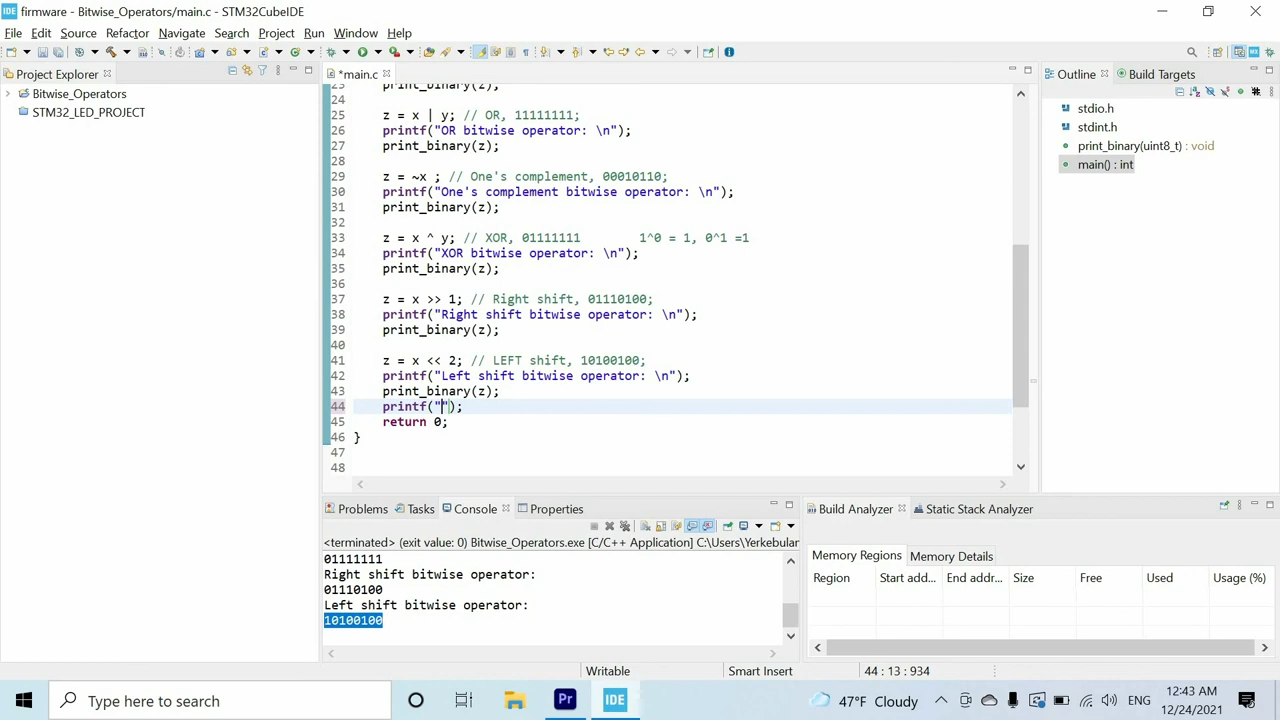 IDE firmware - Bitwise_Operators/main.c - STM32CubeIDE
File Edit Source Refactor Navigate Search Project Run Window Help
Project Explorer
Bitwise_Operators
STM32_LED_PROJECT
*main.c
23 print_binary(z);
24
25 z = x | y; // OR, 11111111;
26 printf("OR bitwise operator: \n");
27 print_binary(z);
28
29 z = ~x ; // One's complement, 00010110;
30 printf("One's complement bitwise operator: \n");
31 print_binary(z);
32
33 z = x ^ y; // XOR, 01111111 1^0 = 1, 0^1 =1
34 printf("XOR bitwise operator: \n");
35 print_binary(z);
36
37 z = x >> 1; // Right shift, 01110100;
38 printf("Right shift bitwise operator: \n");
39 print_binary(z);
40
41 z = x << 2; // LEFT shift, 10100100;
42 printf("Left shift bitwise operator: \n");
43 print_binary(z);
44 printf("");
45 return 0;
46 }
47
48
Outline Build Targets
stdio.h
stdint.h
print_binary(uint8_t) : void
main() : int
Problems Tasks Console Properties
<terminated> (exit value: 0) Bitwise_Operators.exe [C/C++ Application] C:\Users\Yerkebulan
01111111
Right shift bitwise operator:
01110100
Left shift bitwise operator:
10100100
Build Analyzer Static Stack Analyzer
Memory Regions Memory Details
Region Start add... End addr... Size Free Used Usage (%)
Writable Smart Insert 44 : 13 : 934
Type here to search
Pr
IDE
47°F Cloudy
ENG
12:43 AM
12/24/2021